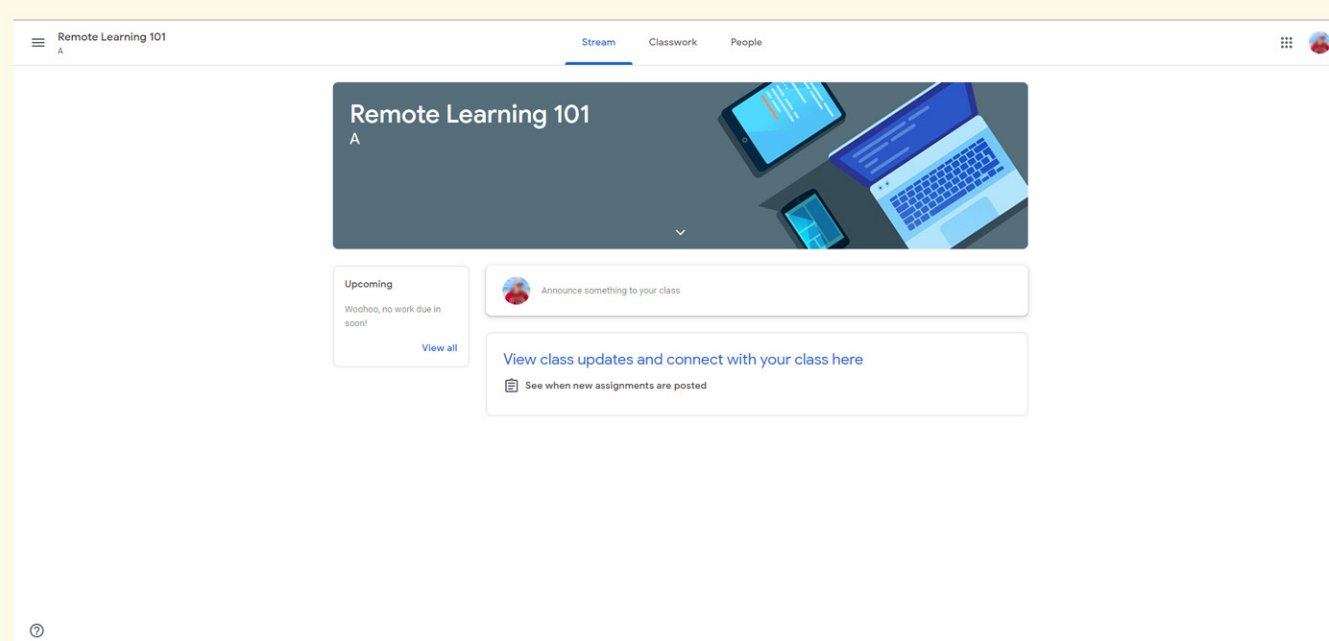 Remote Learning 101
A
Stream Classwork People
Remote Learning 101
A
Upcoming
Woohoo, no work due in
soon!
View all
Announce something to your class
View class updates and connect with your class here
See when new assignments are posted